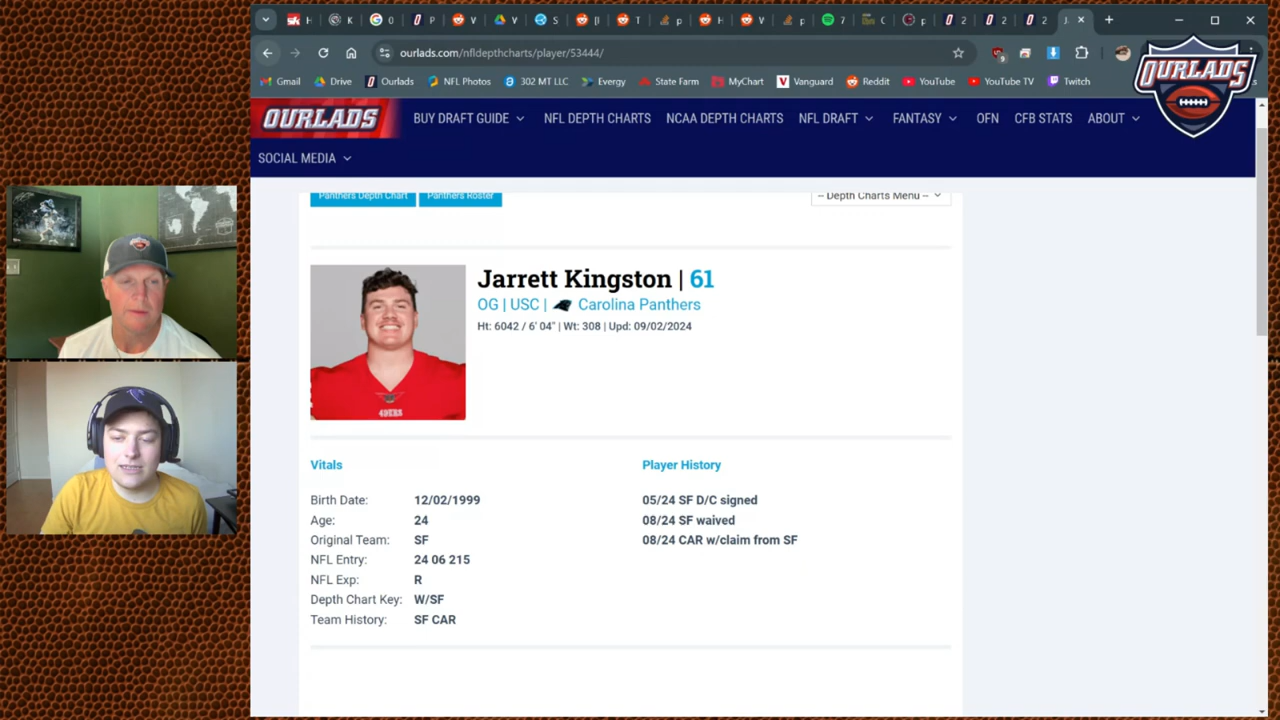 ourlads.com/nfldepthcharts/player/53444/
Gmail Drive Ourlads NFL Photos 302 MT LLC Evergy State Farm MyChart Vanguard Reddit YouTube YouTube TV Twitch
OURLADS
OURLADS BUY DRAFT GUIDE NFL DEPTH CHARTS NCAA DEPTH CHARTS NFL DRAFT FANTASY OFN CFB STATS ABOUT
SOCIAL MEDIA
Panthers Depth Chart Panthers Roster -- Depth Charts Menu --
Jarrett Kingston | 61
OG | USC | Carolina Panthers
Ht: 6042 / 6' 04" | Wt: 308 | Upd: 09/02/2024
49ERS
Vitals Player History
Birth Date: 12/02/1999 05/24 SF D/C signed
Age: 24 08/24 SF waived
Original Team: SF 08/24 CAR w/claim from SF
NFL Entry: 24 06 215
NFL Exp: R
Depth Chart Key: W/SF
Team History: SF CAR